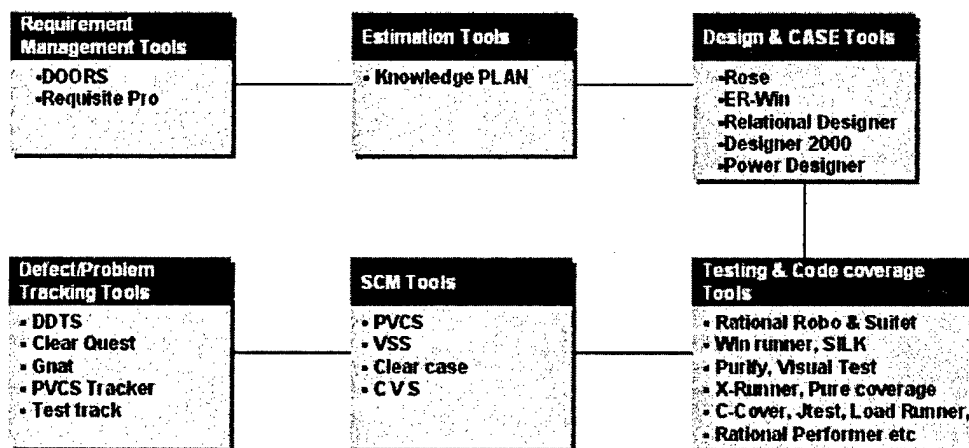 Requirement
Management Tools
-DOORS
-Requisite Pro
Estimation Tools
- Knowledge PLAN
Design & CASE Tools
-Rose
-ER-Win
-Relational Designer
-Designer 2000
-Power Designer
Defect/Problem
Tracking Tools
- DDTS
- Clear Quest
- Gnat
- PVCS Tracker
- Test track
SCM Tools
- PVCS
- VSS
- Clear case
- C V S
Testing & Code coverage
Tools
- Rational Robo & Suitet
- Win runner, SILK
- Purify, Visual Test
- X-Runner, Pure coverage
- C-Cover, Jtest, Load Runner,
- Rational Performer etc